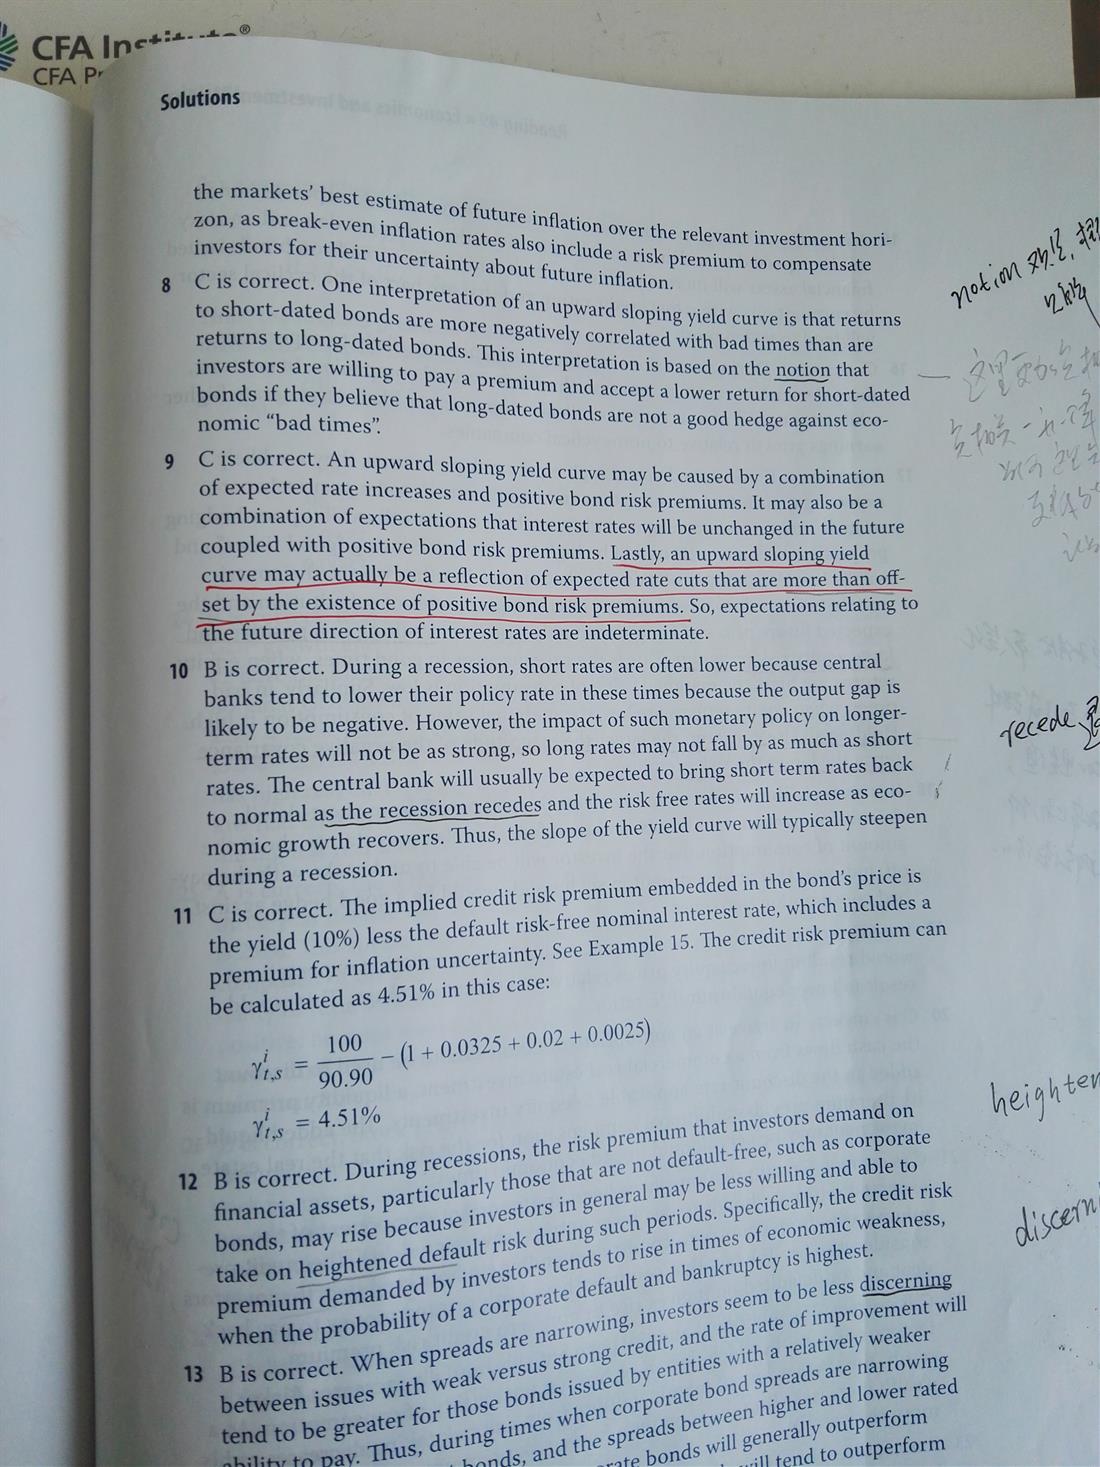 CFA Institute®
CFA Pr
Solutions
the markets' best estimate of future inflation over the relevant investment hori-
zon, as break-even inflation rates also include a risk premium to compensate
investors for their uncertainty about future inflation.
8 C is correct. One interpretation of an upward sloping yield curve is that returns
to short-dated bonds are more negatively correlated with bad times than are
returns to long-dated bonds. This interpretation is based on the notion that
investors are willing to pay a premium and accept a lower return for short-dated
bonds if they believe that long-dated bonds are not a good hedge against eco-
nomic “bad times”.
9 C is correct. An upward sloping yield curve may be caused by a combination
of expected rate increases and positive bond risk premiums. It may also be a
combination of expectations that interest rates will be unchanged in the future
coupled with positive bond risk premiums. Lastly, an upward sloping yield
curve may actually be a reflection of expected rate cuts that are more than off-
set by the existence of positive bond risk premiums. So, expectations relating to
the future direction of interest rates are indeterminate.
10 B is correct. During a recession, short rates are often lower because central
banks tend to lower their policy rate in these times because the output gap is
likely to be negative. However, the impact of such monetary policy on longer-
term rates will not be as strong, so long rates may not fall by as much as short
rates. The central bank will usually be expected to bring short term rates back
to normal as the recession recedes and the risk free rates will increase as eco-
nomic growth recovers. Thus, the slope of the yield curve will typically steepen
during a recession.
11 C is correct. The implied credit risk premium embedded in the bond's price is
the yield (10%) less the default risk-free nominal interest rate, which includes a
premium for inflation uncertainty. See Example 15. The credit risk premium can
be calculated as 4.51% in this case:
γ^i_{t,s} = 100/90.90 − (1 + 0.0325 + 0.02 + 0.0025)
γ^i_{t,s} = 4.51%
12 B is correct. During recessions, the risk premium that investors demand on
financial assets, particularly those that are not default-free, such as corporate
bonds, may rise because investors in general may be less willing and able to
take on heightened default risk during such periods. Specifically, the credit risk
premium demanded by investors tends to rise in times of economic weakness,
when the probability of a corporate default and bankruptcy is highest.
13 B is correct. When spreads are narrowing, investors seem to be less discerning
between issues with weak versus strong credit, and the rate of improvement will
tend to be greater for those bonds issued by entities with a relatively weaker
ability to pay. Thus, during times when corporate bond spreads are narrowing
bonds, and the spreads between higher and lower rated
rate bonds will generally outperform
will tend to outperform
notion
recede
heighten
discerni